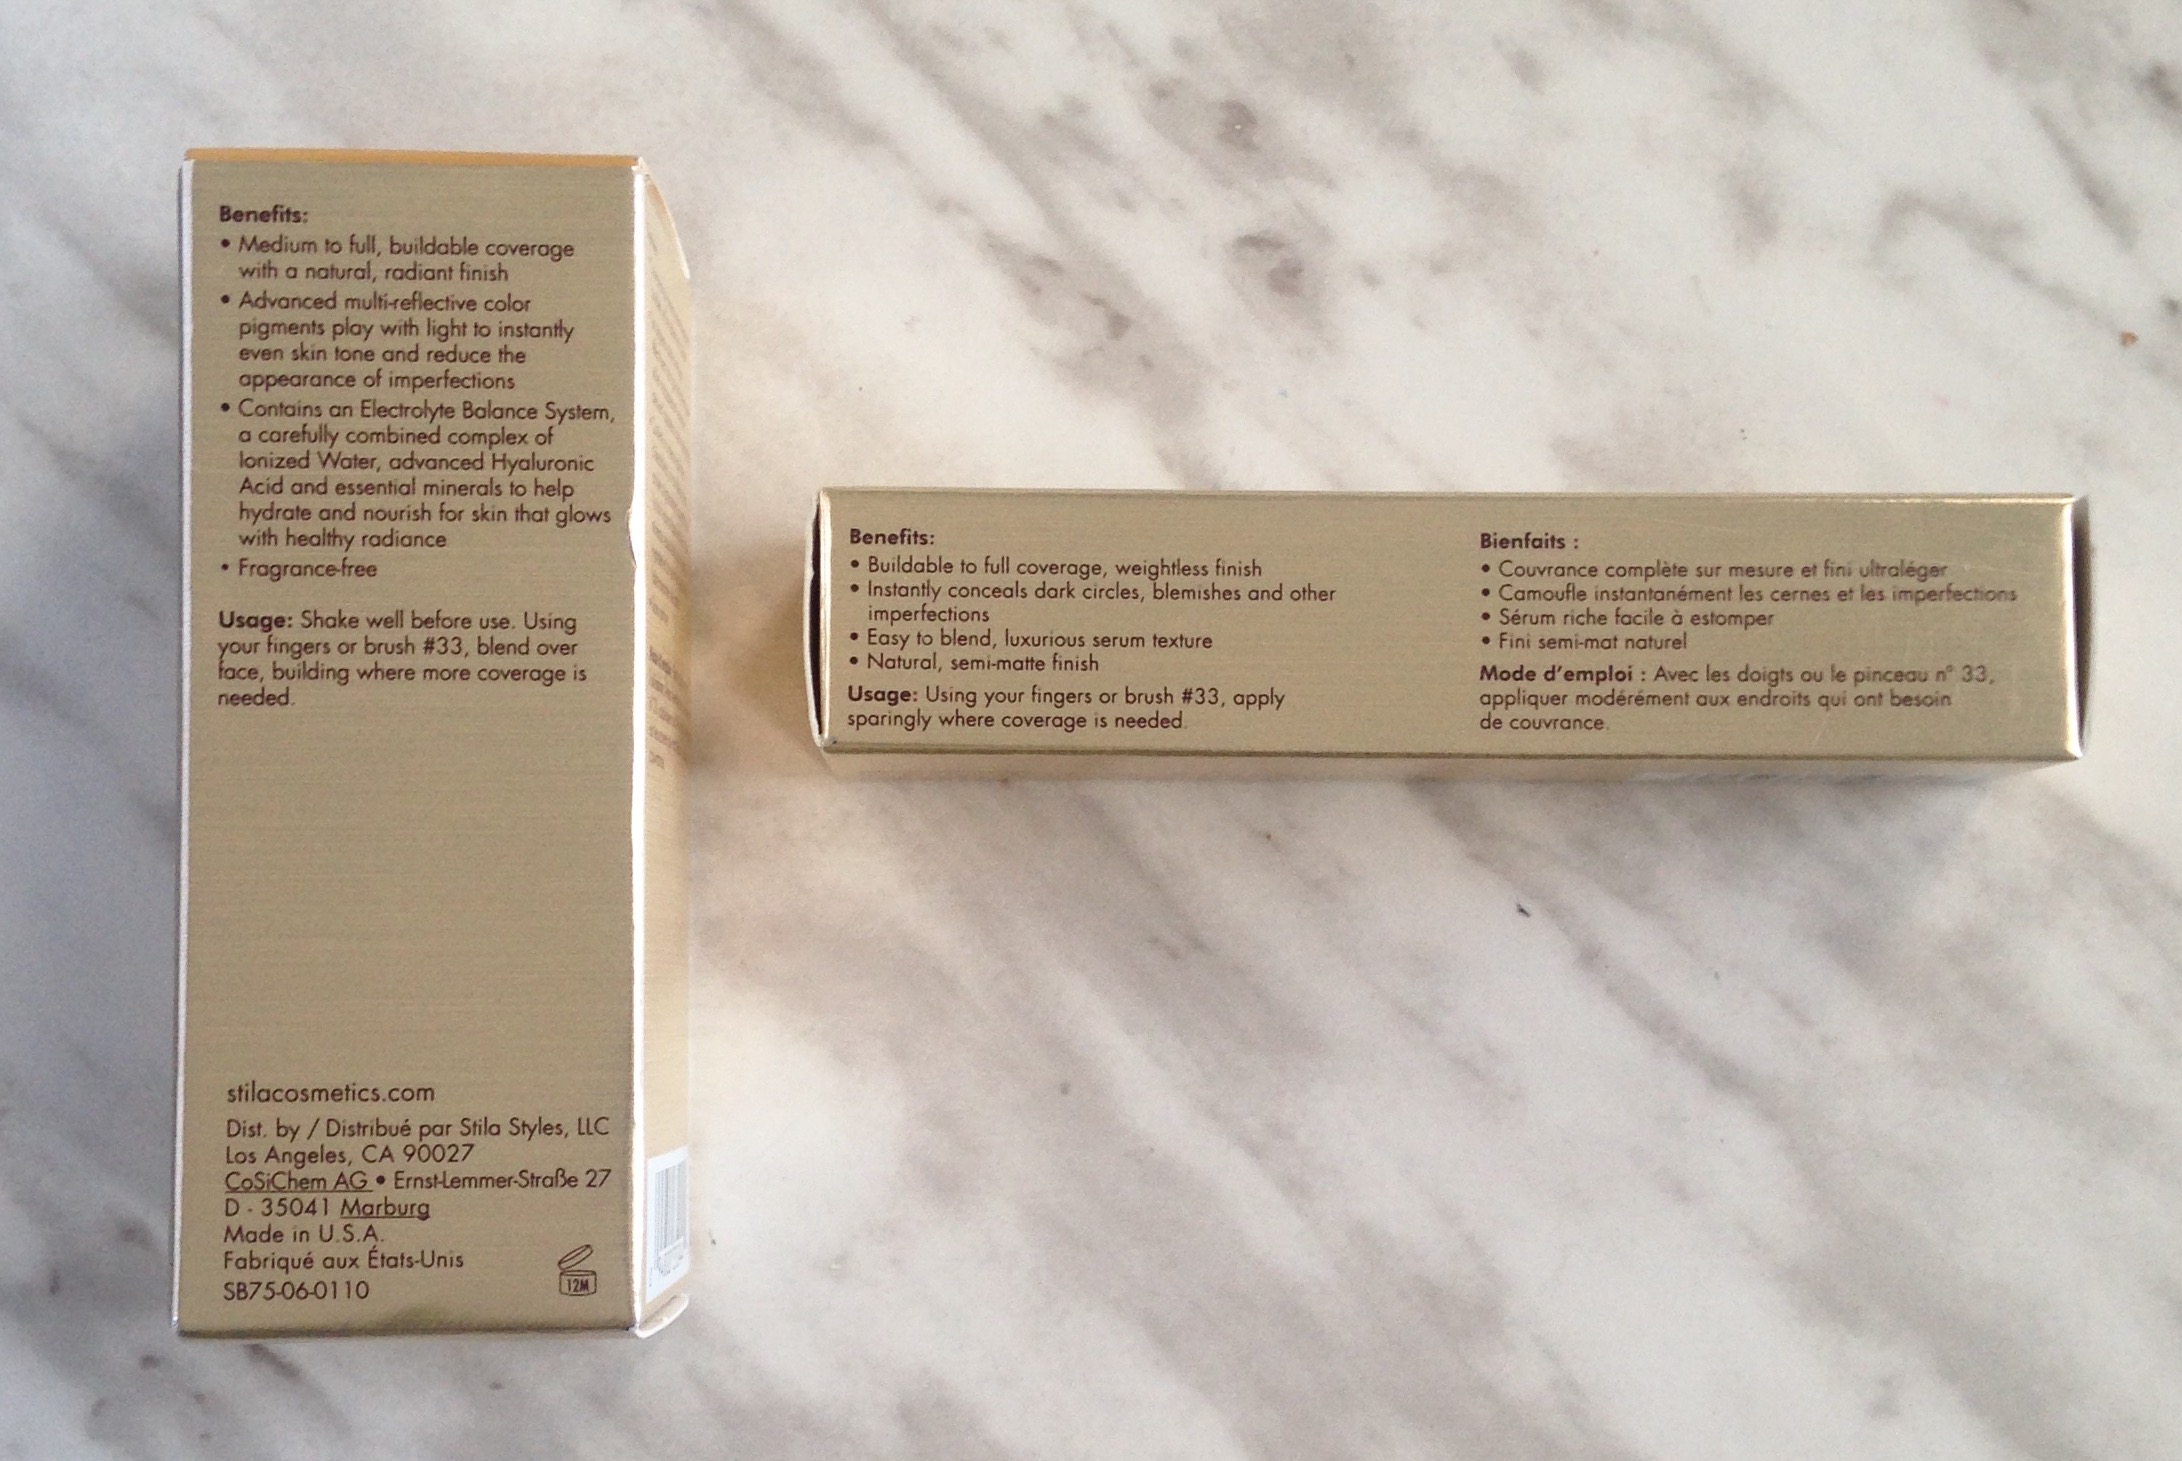 Benefits:
• Medium to full, buildable coverage
with a natural, radiant finish
• Advanced multi-reflective color
pigments play with light to instantly
even skin tone and reduce the
appearance of imperfections
• Contains an Electrolyte Balance System,
a carefully combined complex of
Ionized Water, advanced Hyaluronic
Acid and essential minerals to help
hydrate and nourish for skin that glows
with healthy radiance
• Fragrance-free
Usage: Shake well before use. Using
your fingers or brush #33, blend over
face, building where more coverage is
needed.
stilacosmetics.com
Dist. by / Distribué par Stila Styles, LLC
Los Angeles, CA 90027
CoSiChem AG • Ernst-Lemmer-Straße 27
D - 35041 Marburg
Made in U.S.A.
Fabriqué aux États-Unis
SB75-06-0110
12M
Benefits:
• Buildable to full coverage, weightless finish
• Instantly conceals dark circles, blemishes and other
imperfections
• Easy to blend, luxurious serum texture
• Natural, semi-matte finish
Usage: Using your fingers or brush #33, apply
sparingly where coverage is needed.
Bienfaits :
• Couvrance complète sur mesure et fini ultraléger
• Camoufle instantanément les cernes et les imperfections
• Sérum riche facile à estomper
• Fini semi-mat naturel
Mode d'emploi : Avec les doigts ou le pinceau n° 33,
appliquer modérément aux endroits qui ont besoin
de couvrance.